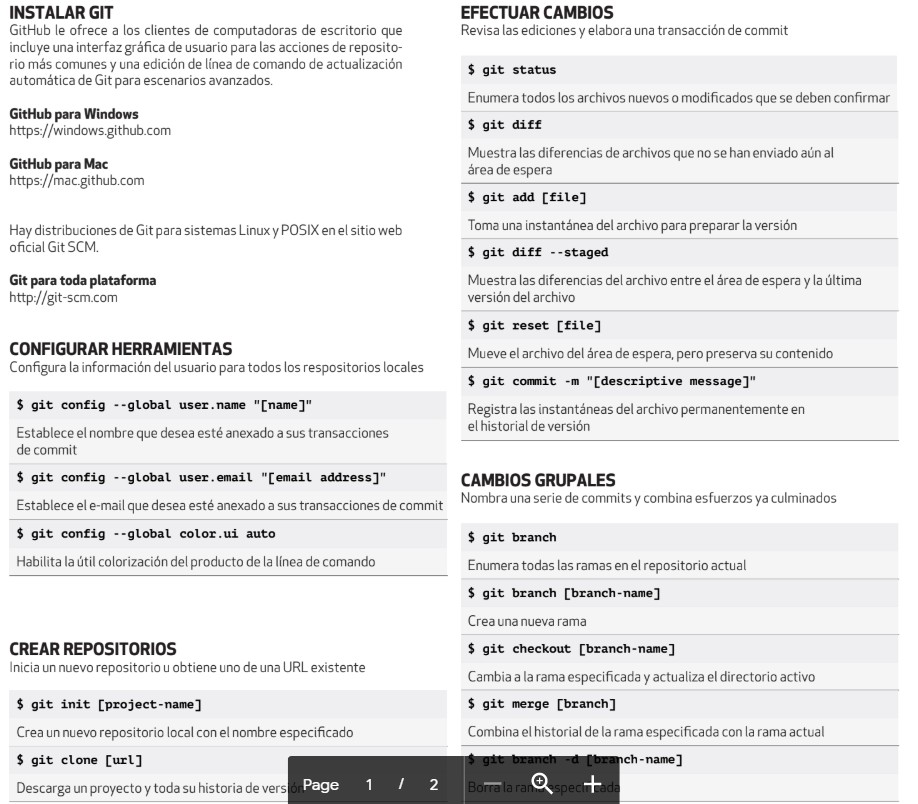 INSTALAR GIT
GitHub le ofrece a los clientes de computadoras de escritorio que
incluye una interfaz gráfica de usuario para las acciones de reposito-
rio más comunes y una edición de línea de comando de actualización
automática de Git para escenarios avanzados.
GitHub para Windows
https://windows.github.com
GitHub para Mac
https://mac.github.com
Hay distribuciones de Git para sistemas Linux y POSIX en el sitio web
oficial Git SCM.
Git para toda plataforma
http://git-scm.com
CONFIGURAR HERRAMIENTAS
Configura la información del usuario para todos los respositorios locales
$ git config --global user.name "[name]"
Establece el nombre que desea esté anexado a sus transacciones
de commit
$ git config --global user.email "[email address]"
Establece el e-mail que desea esté anexado a sus transacciones de commit
$ git config --global color.ui auto
Habilita la útil colorización del producto de la línea de comando
CREAR REPOSITORIOS
Inicia un nuevo repositorio u obtiene uno de una URL existente
$ git init [project-name]
Crea un nuevo repositorio local con el nombre especificado
$ git clone [url]
Descarga un proyecto y toda su historia de versión
EFECTUAR CAMBIOS
Revisa las ediciones y elabora una transacción de commit
$ git status
Enumera todos los archivos nuevos o modificados que se deben confirmar
$ git diff
Muestra las diferencias de archivos que no se han enviado aún al
área de espera
$ git add [file]
Toma una instantánea del archivo para preparar la versión
$ git diff --staged
Muestra las diferencias del archivo entre el área de espera y la última
versión del archivo
$ git reset [file]
Mueve el archivo del área de espera, pero preserva su contenido
$ git commit -m "[descriptive message]"
Registra las instantáneas del archivo permanentemente en
el historial de versión
CAMBIOS GRUPALES
Nombra una serie de commits y combina esfuerzos ya culminados
$ git branch
Enumera todas las ramas en el repositorio actual
$ git branch [branch-name]
Crea una nueva rama
$ git checkout [branch-name]
Cambia a la rama especificada y actualiza el directorio activo
$ git merge [branch]
Combina el historial de la rama especificada con la rama actual
$ git branch -d [branch-name]
Borra la rama especificada
Page 1 / 2